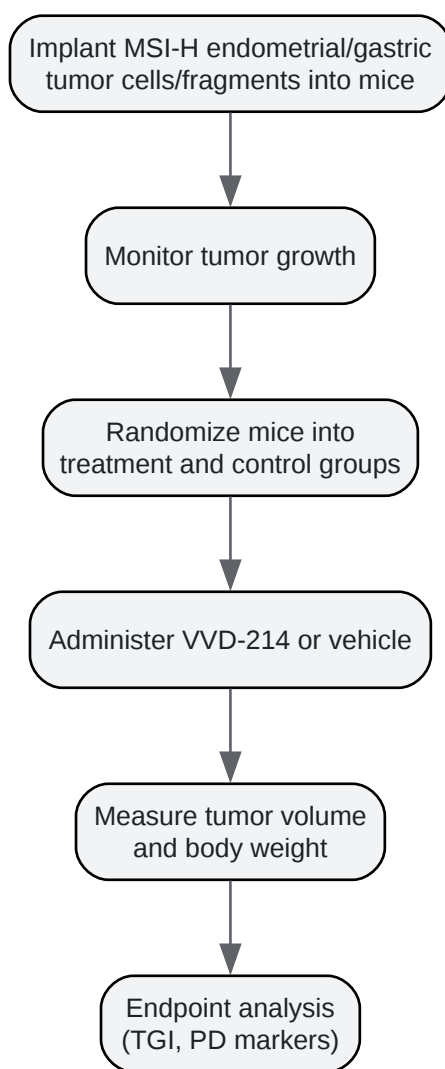 Implant MSI-H endometrial/gastric
tumor cells/fragments into mice
Monitor tumor growth
Randomize mice into
treatment and control groups
Administer VVD-214 or vehicle
Measure tumor volume
and body weight
Endpoint analysis
(TGI, PD markers)